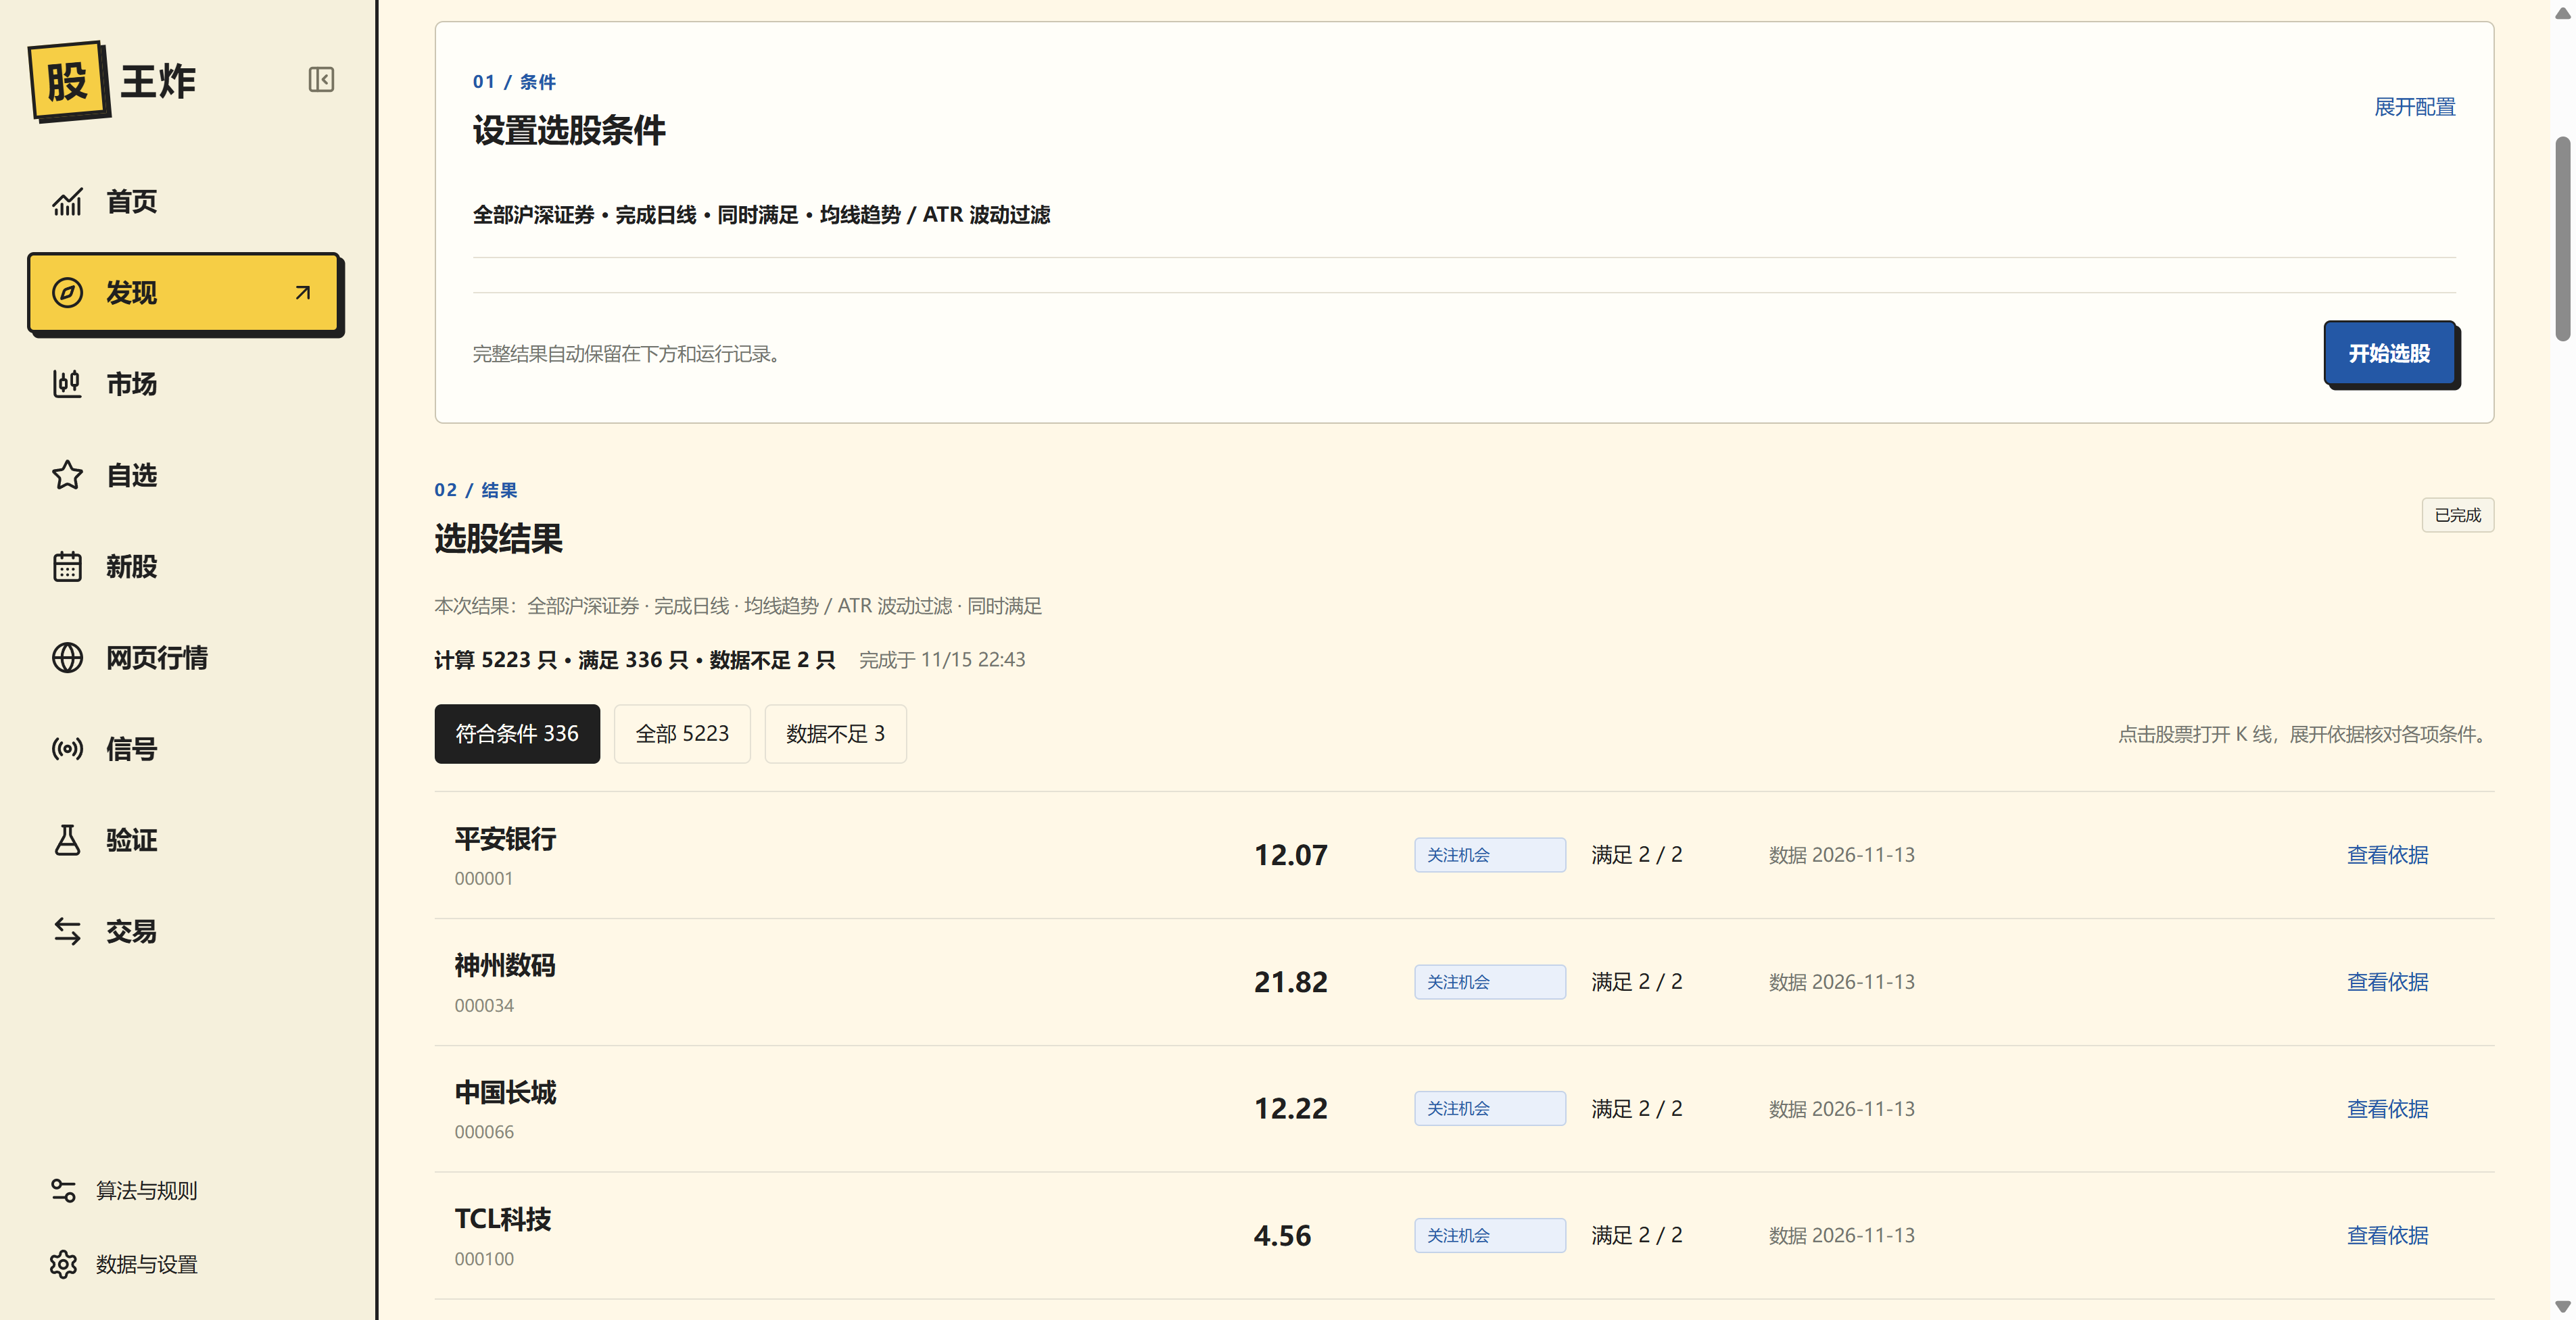 股 王炸
首页
发现
市场
自选
新股
网页行情
信号
验证
交易
算法与规则
数据与设置
01 / 条件
设置选股条件
展开配置
全部沪深证券 • 完成日线 • 同时满足 • 均线趋势 / ATR 波动过滤
完整结果自动保留在下方和运行记录。
开始选股
02 / 结果
选股结果
已完成
本次结果：全部沪深证券 · 完成日线 · 均线趋势 / ATR 波动过滤 · 同时满足
计算 5223 只 • 满足 336 只 • 数据不足 2 只 完成于 11/15 22:43
符合条件 336 全部 5223 数据不足 3 点击股票打开 K 线，展开依据核对各项条件。
平安银行
000001
12.07 关注机会 满足 2 / 2 数据 2026-11-13 查看依据
神州数码
000034
21.82 关注机会 满足 2 / 2 数据 2026-11-13 查看依据
中国长城
000066
12.22 关注机会 满足 2 / 2 数据 2026-11-13 查看依据
TCL科技
000100
4.56 关注机会 满足 2 / 2 数据 2026-11-13 查看依据